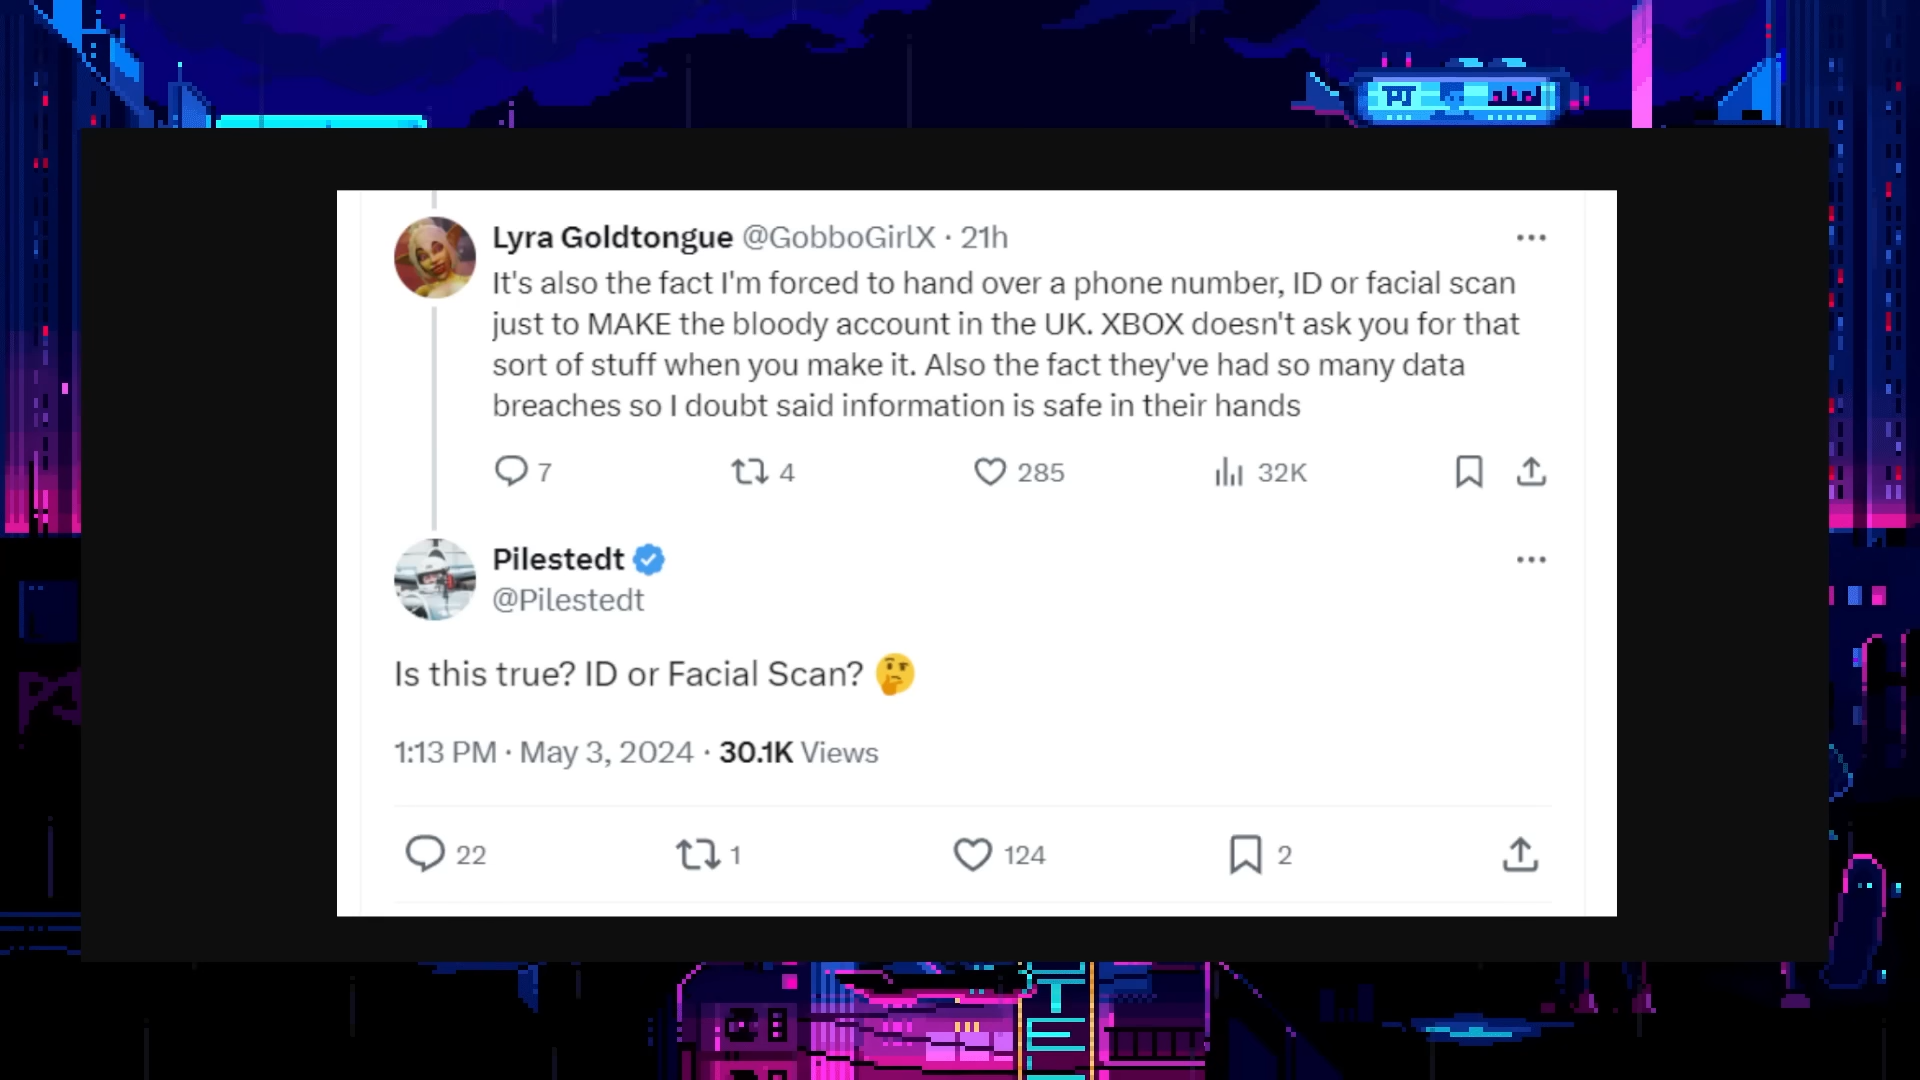 Lyra Goldtongue @GobboGirlX · 21h
It's also the fact I'm forced to hand over a phone number, ID or facial scan
just to MAKE the bloody account in the UK. XBOX doesn't ask you for that
sort of stuff when you make it. Also the fact they've had so many data
breaches so I doubt said information is safe in their hands
7 4 285 32K
Pilestedt
@Pilestedt
Is this true? ID or Facial Scan? 🤔
1:13 PM · May 3, 2024 · 30.1K Views
22 1 124 2